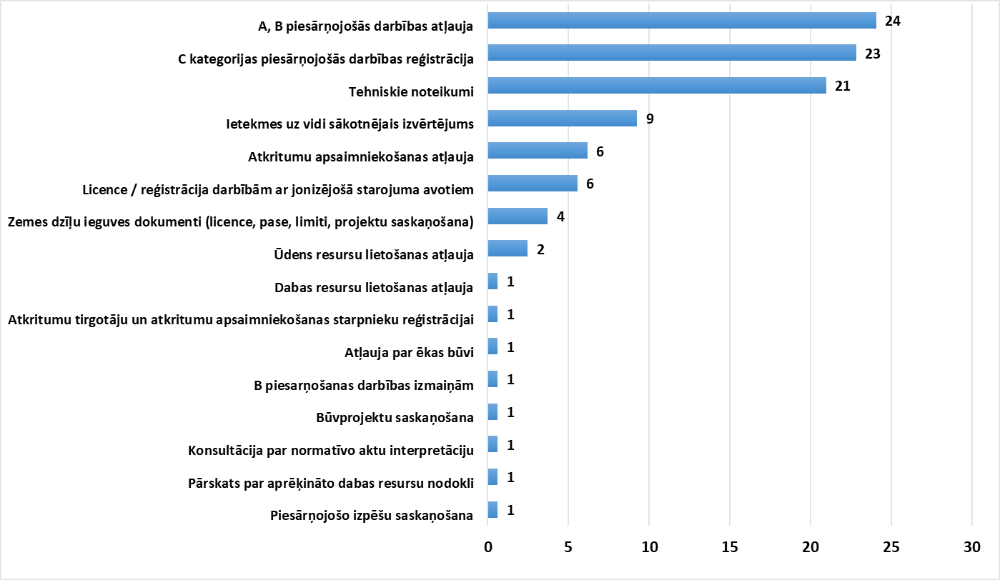 A, B piesārņojošās darbības atļauja 24
C kategorijas piesārņojošās darbības reģistrācija 23
Tehniskie noteikumi 21
Ietekmes uz vidi sākotnējais izvērtējums 9
Atkritumu apsaimniekošanas atļauja 6
Licence / reģistrācija darbībām ar jonizējošā starojuma avotiem 6
Zemes dzīļu ieguves dokumenti (licence, pase, limiti, projektu saskaņošana) 4
Ūdens resursu lietošanas atļauja 2
Dabas resursu lietošanas atļauja 1
Atkritumu tirgotāju un atkritumu apsaimniekošanas starpnieku reģistrācijai 1
Atļauja par ēkas būvi 1
B piesarņošanas darbības izmaiņām 1
Būvprojektu saskaņošana 1
Konsultācija par normatīvo aktu interpretāciju 1
Pārskats par aprēķināto dabas resursu nodokli 1
Piesārņojošo izpēšu saskaņošana 1
0 5 10 15 20 25 30